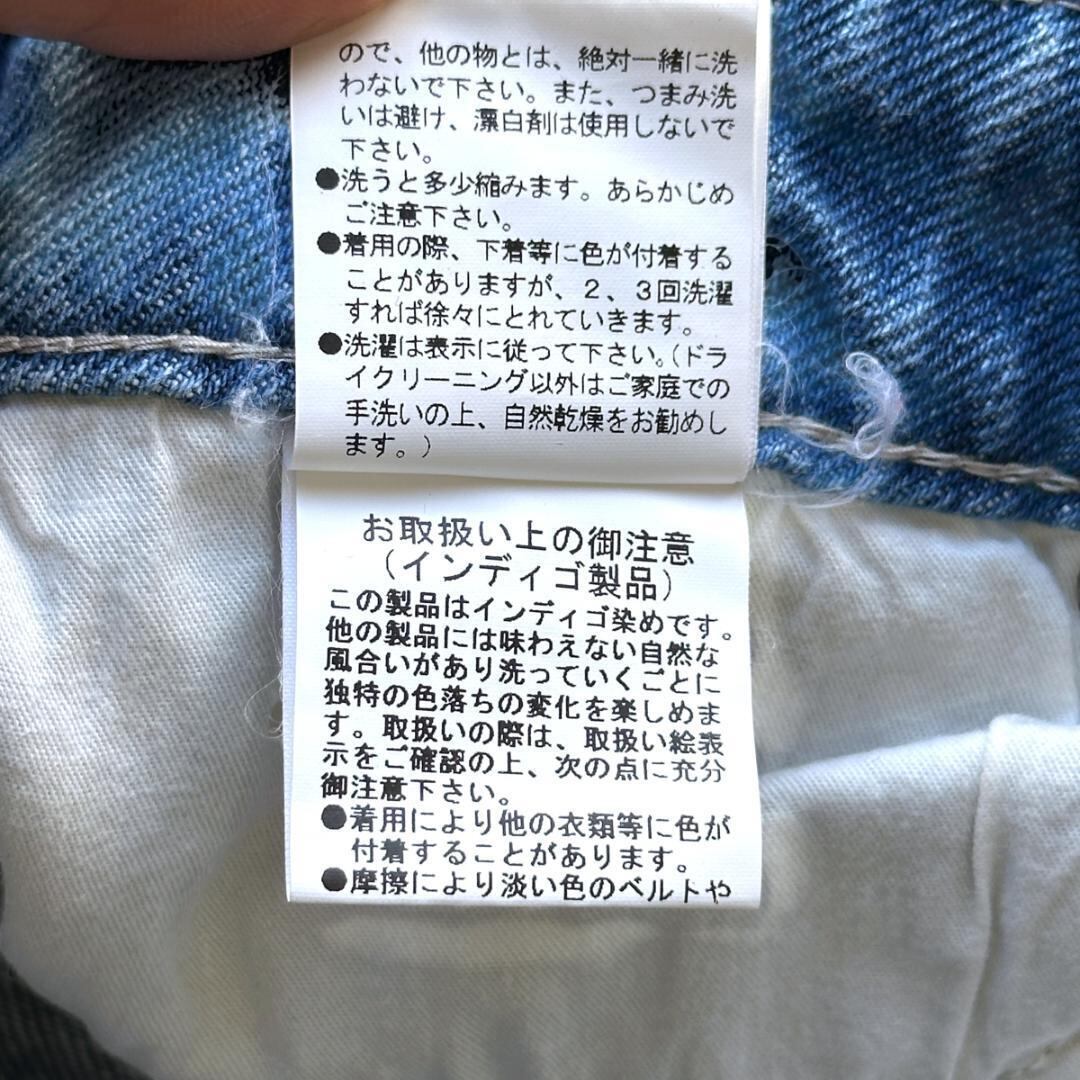 ので、他の物とは、絶対一緒に洗
わないで下さい。また、つまみ洗
いは避け、漂白剤は使用しないで
下さい。
●洗うと多少縮みます。あらかじめ
ご注意下さい。
●着用の際、下着等に色が付着する
ことがありますが、２、３回洗濯
すれば徐々にとれていきます。
●洗濯は表示に従って下さい。（ドラ
イクリーニング以外はご家庭での
手洗いの上、自然乾燥をお勧めし
ます。）
お取扱い上の御注意
（インディゴ製品）
この製品はインディゴ染めです。
他の製品には味わえない自然な
風合いがあり洗っていくごとに
独特の色落ちの変化を楽しめま
す。取扱いの際は、取扱い絵表
示をご確認の上、次の点に充分
御注意下さい。
●着用により他の衣類等に色が
付着することがあります。
●摩擦により淡い色のベルトや